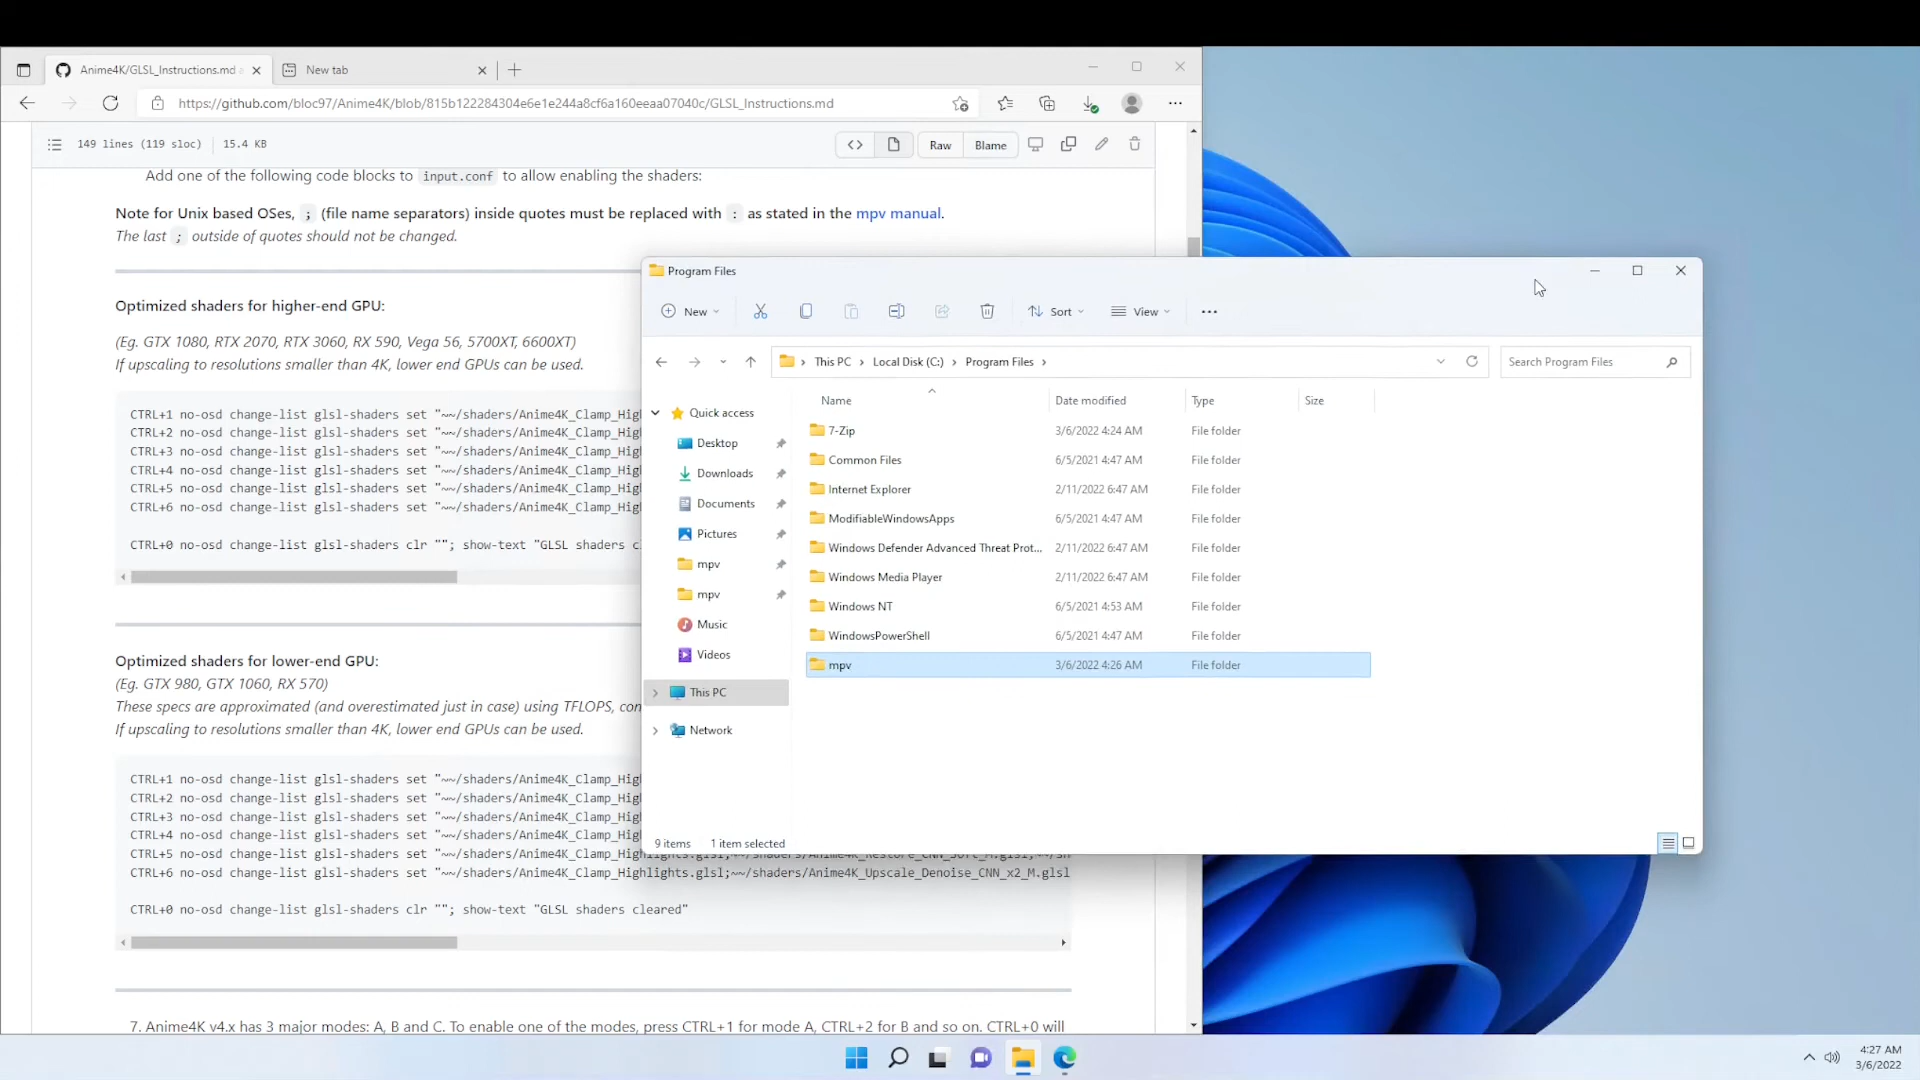 Anime4K/GLSL_Instructions.md a
New tab
https://github.com/bloc97/Anime4K/blob/815b122284304e6e1e244a8cf6a160eeaa07040c/GLSL_Instructions.md
149 lines (119 sloc) 15.4 KB
Raw Blame
Add one of the following code blocks to input.conf to allow enabling the shaders:
Note for Unix based OSes, ; (file name separators) inside quotes must be replaced with : as stated in the mpv manual.
The last ; outside of quotes should not be changed.
Optimized shaders for higher-end GPU:
(Eg. GTX 1080, RTX 2070, RTX 3060, RX 590, Vega 56, 5700XT, 6600XT)
If upscaling to resolutions smaller than 4K, lower end GPUs can be used.
CTRL+1 no-osd change-list glsl-shaders set "~~/shaders/Anime4K_Clamp_Hig
CTRL+2 no-osd change-list glsl-shaders set "~~/shaders/Anime4K_Clamp_Hig
CTRL+3 no-osd change-list glsl-shaders set "~~/shaders/Anime4K_Clamp_Hig
CTRL+4 no-osd change-list glsl-shaders set "~~/shaders/Anime4K_Clamp_Hig
CTRL+5 no-osd change-list glsl-shaders set "~~/shaders/Anime4K_Clamp_Hig
CTRL+6 no-osd change-list glsl-shaders set "~~/shaders/Anime4K_Clamp_Hig
CTRL+0 no-osd change-list glsl-shaders clr ""; show-text "GLSL shaders cl
Optimized shaders for lower-end GPU:
(Eg. GTX 980, GTX 1060, RX 570)
These specs are approximated (and overestimated just in case) using TFLOPS, con
If upscaling to resolutions smaller than 4K, lower end GPUs can be used.
CTRL+1 no-osd change-list glsl-shaders set "~~/shaders/Anime4K_Clamp_Hig
CTRL+2 no-osd change-list glsl-shaders set "~~/shaders/Anime4K_Clamp_Hig
CTRL+3 no-osd change-list glsl-shaders set "~~/shaders/Anime4K_Clamp_Hig
CTRL+4 no-osd change-list glsl-shaders set "~~/shaders/Anime4K_Clamp_Hig
CTRL+5 no-osd change-list glsl-shaders set "~~/shaders/Anime4K_Clamp_Highlights.glsl;~~/shaders/Anime4K_Restore_CNN_Soft_M.glsl;~~/sh
CTRL+6 no-osd change-list glsl-shaders set "~~/shaders/Anime4K_Clamp_Highlights.glsl;~~/shaders/Anime4K_Upscale_Denoise_CNN_x2_M.glsl
CTRL+0 no-osd change-list glsl-shaders clr ""; show-text "GLSL shaders cleared"
7. Anime4K v4.x has 3 major modes: A, B and C. To enable one of the modes, press CTRL+1 for mode A, CTRL+2 for B and so on. CTRL+0 will
Program Files
New Sort View
This PC > Local Disk (C:) > Program Files >
Search Program Files
Quick access
Desktop
Downloads
Documents
Pictures
mpv
mpv
Music
Videos
This PC
Network
Name Date modified Type Size
7-Zip 3/6/2022 4:24 AM File folder
Common Files 6/5/2021 4:47 AM File folder
Internet Explorer 2/11/2022 6:47 AM File folder
ModifiableWindowsApps 6/5/2021 4:47 AM File folder
Windows Defender Advanced Threat Prot... 2/11/2022 6:47 AM File folder
Windows Media Player 2/11/2022 6:47 AM File folder
Windows NT 6/5/2021 4:53 AM File folder
WindowsPowerShell 6/5/2021 4:47 AM File folder
mpv 3/6/2022 4:26 AM File folder
9 items 1 item selected
4:27 AM
3/6/2022